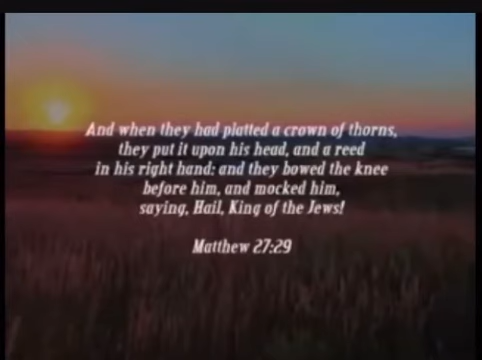 And when they had platted a crown of thorns,
they put it upon his head, and a reed
in his right hand: and they bowed the knee
before him, and mocked him,
saying, Hail, King of the Jews!
Matthew 27:29